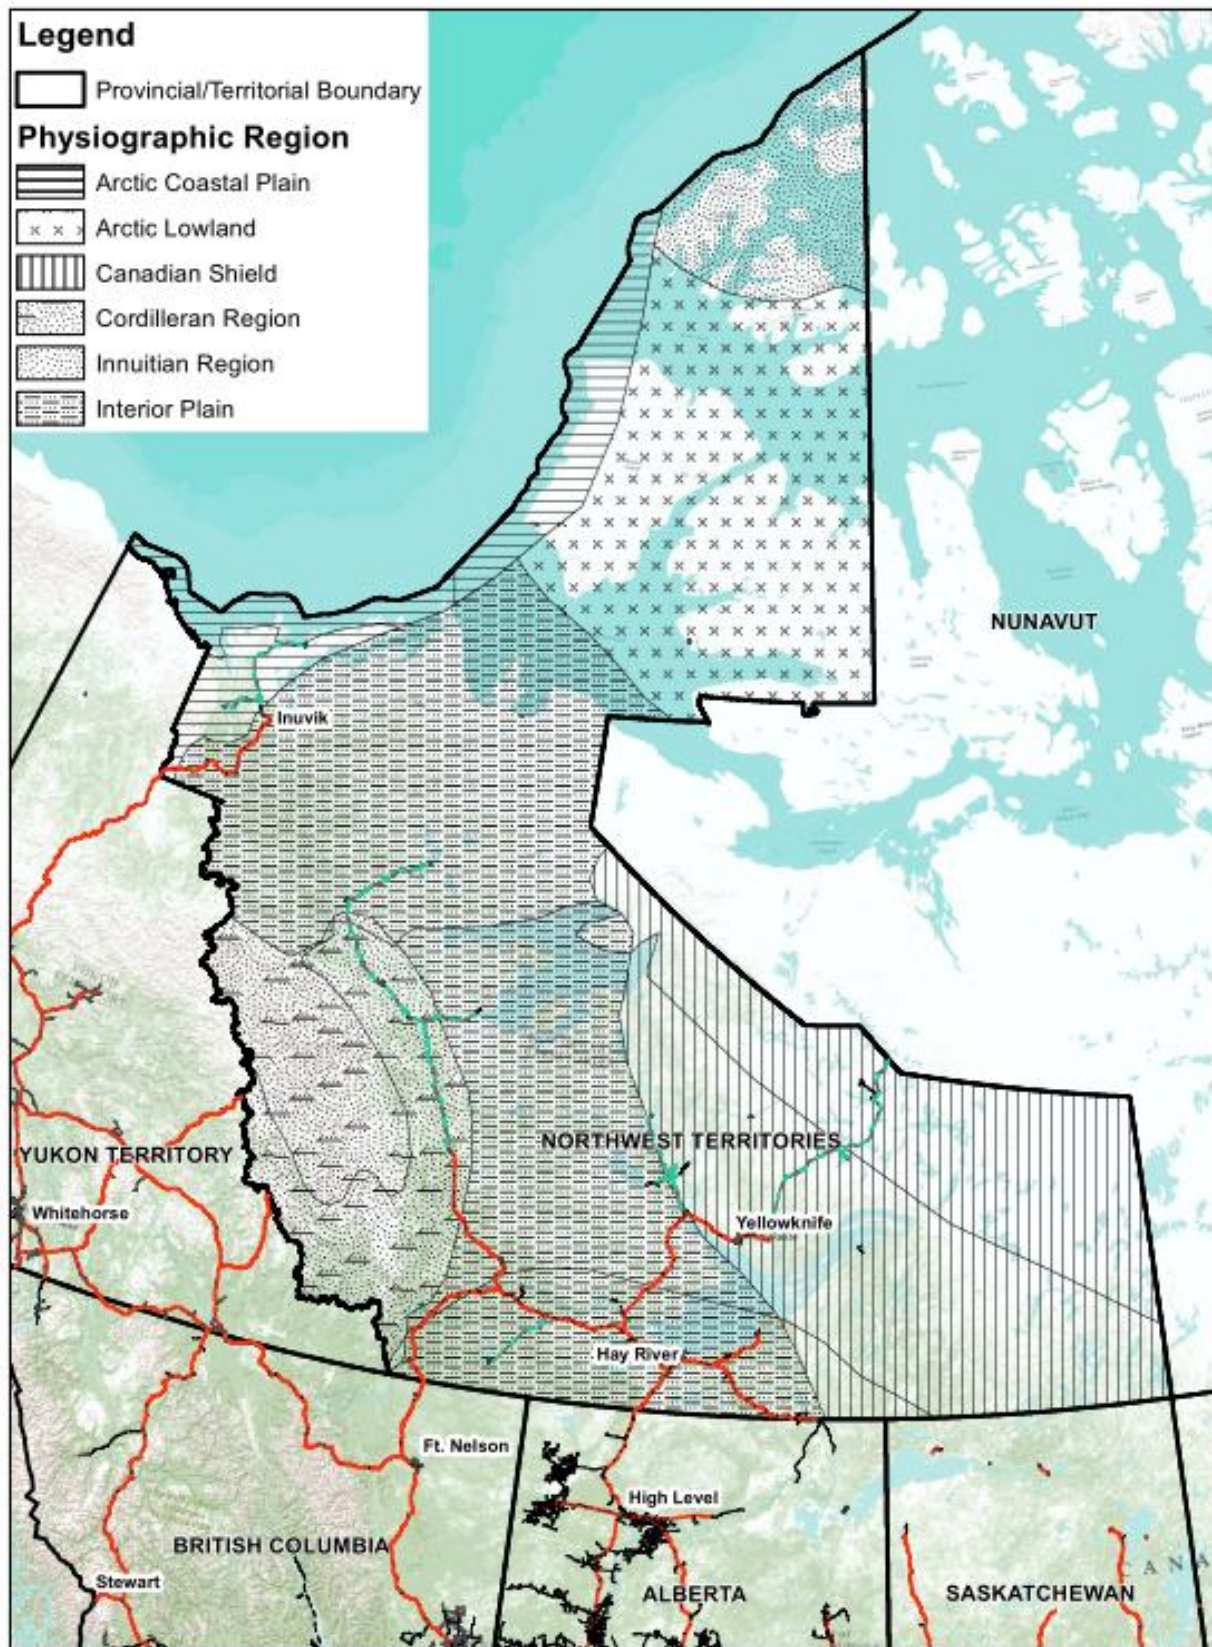 Legend
Provincial/Territorial Boundary
Physiographic Region
Arctic Coastal Plain
Arctic Lowland
Canadian Shield
Cordilleran Region
Innuitian Region
Interior Plain
NUNAVUT
Inuvik
NORTHWEST TERRITORIES
YUKON TERRITORY
Whitehorse
Yellowknife
Hay River
Ft. Nelson
High Level
BRITISH COLUMBIA
Stewart
ALBERTA
SASKATCHEWAN
CANA